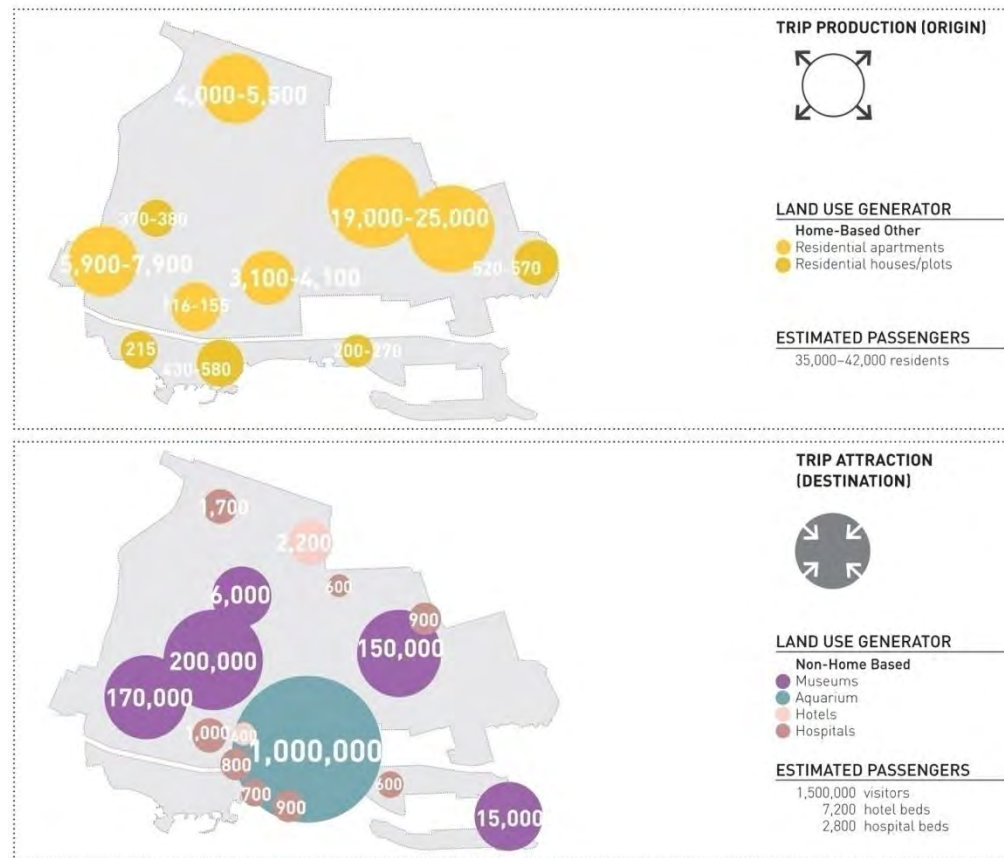 TRIP PRODUCTION (ORIGIN)
4,000-5,500
370-380
19,000-25,000
5,900-7,900
3,100-4,100
520-570
116-155
215
430-580
200-270
LAND USE GENERATOR
Home-Based Other
Residential apartments
Residential houses/plots
ESTIMATED PASSENGERS
35,000–42,000 residents
TRIP ATTRACTION
(DESTINATION)
1,700
2,200
600
6,000
900
150,000
200,000
170,000
1,000
1,000,000
800
700
900
600
15,000
LAND USE GENERATOR
Non-Home Based
Museums
Aquarium
Hotels
Hospitals
ESTIMATED PASSENGERS
1,500,000 visitors
7,200 hotel beds
2,800 hospital beds